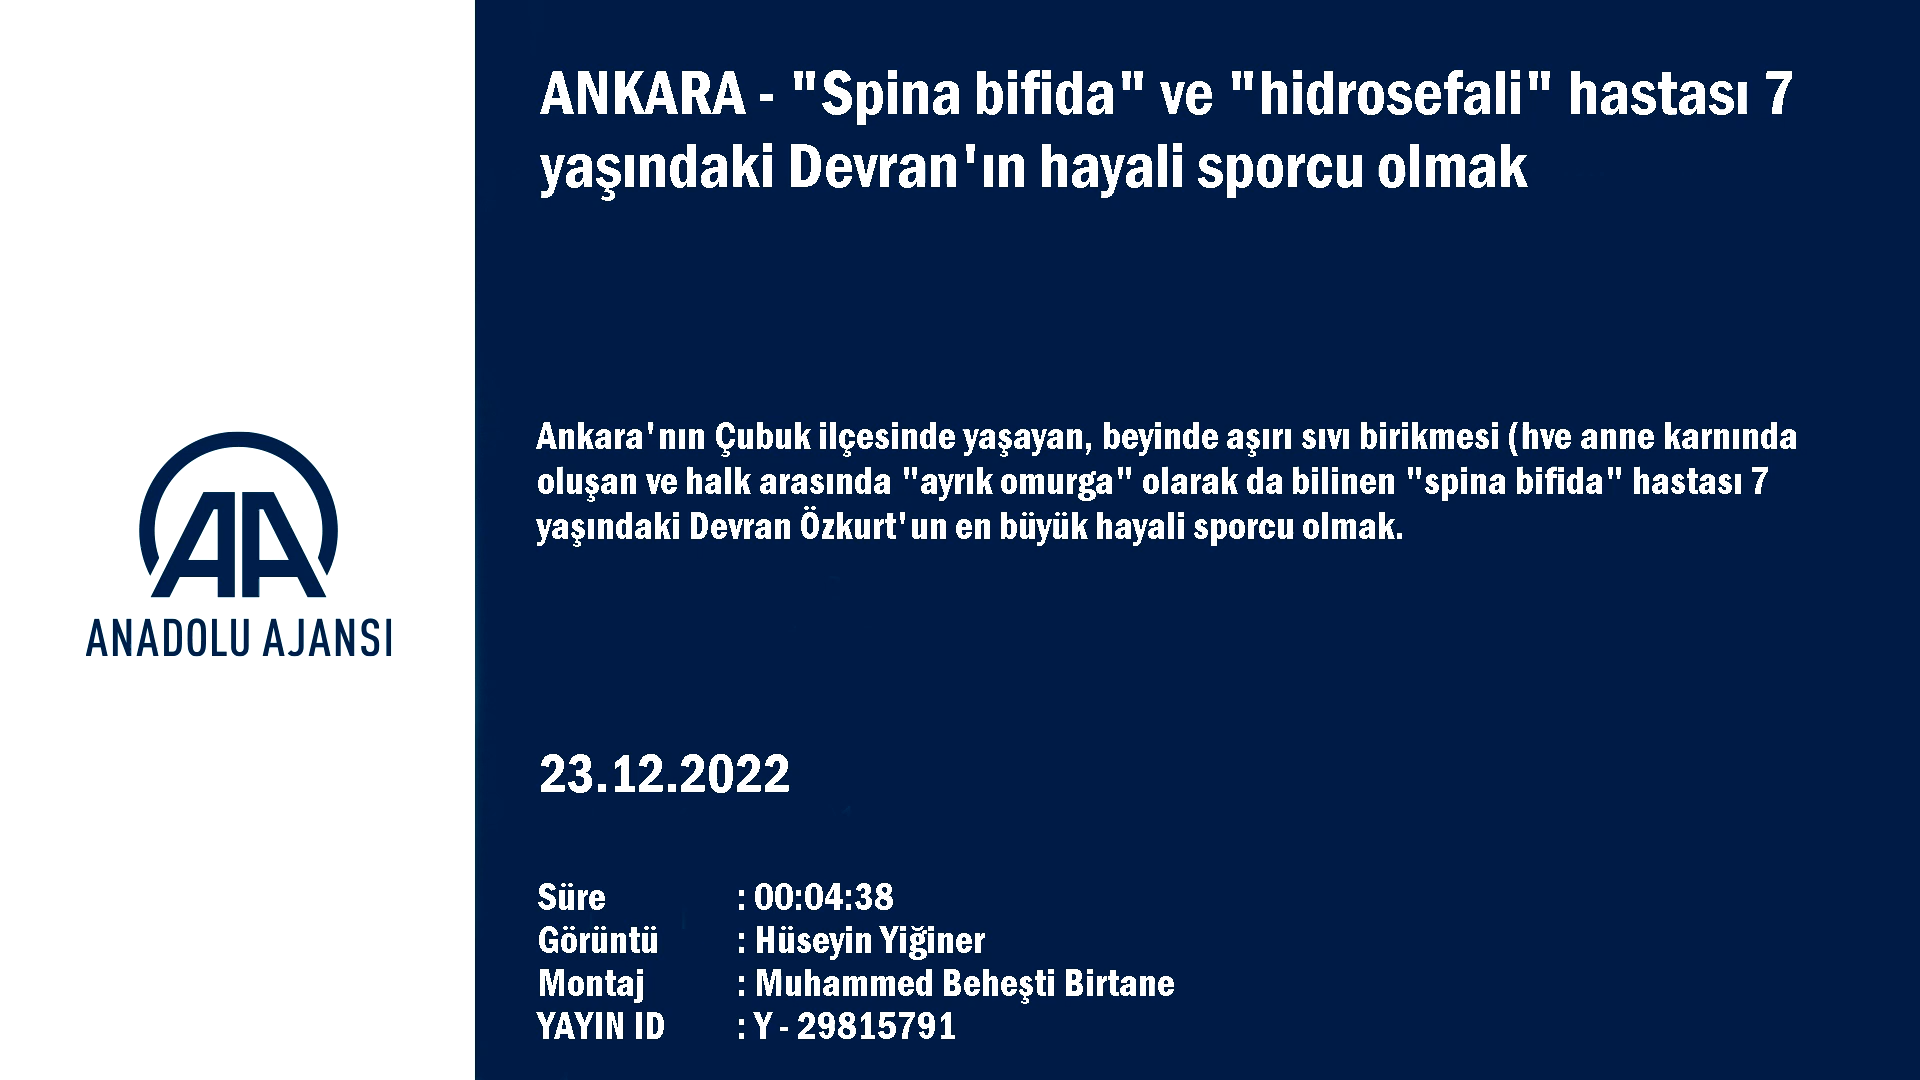 ANKARA - "Spina bifida" ve "hidrosefali" hastası 7
yaşındaki Devran'ın hayali sporcu olmak
Ankara'nın Çubuk ilçesinde yaşayan, beyinde aşırı sıvı birikmesi (hve anne karnında
oluşan ve halk arasında "ayrık omurga" olarak da bilinen "spina bifida" hastası 7
yaşındaki Devran Özkurt'un en büyük hayali sporcu olmak.
AA
ANADOLU AJANSI
23.12.2022
Süre : 00:04:38
Görüntü : Hüseyin Yiğiner
Montaj : Muhammed Beheşti Birtane
YAYIN ID : Y - 29815791